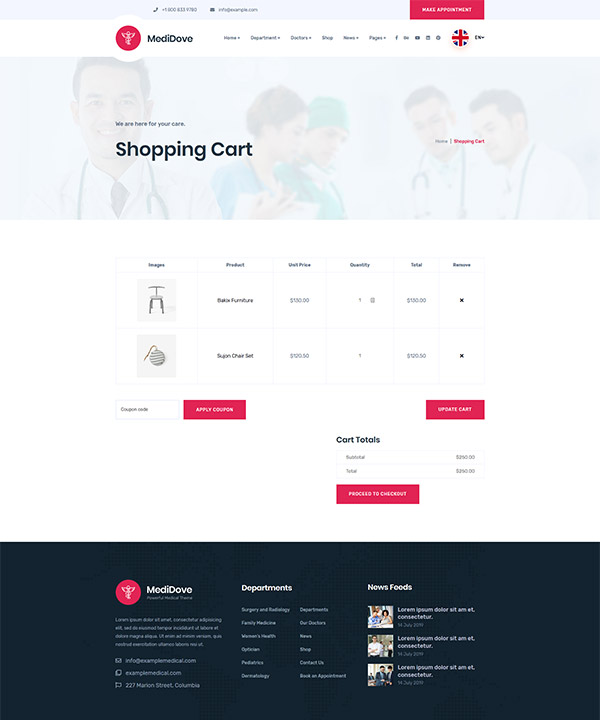 +1 800 833 9780 info@example.com MAKE APPOINTMENT
MediDove Home Department Doctors Shop News Pages EN
We are here for your care.
Shopping Cart
Home | Shopping Cart
Images Product Unit Price Quantity Total Remove
Bakix Furniture $130.00 1 $130.00
Sujon Chair Set $120.50 1 $120.50
Coupon code APPLY COUPON UPDATE CART
Cart Totals
Subtotal $250.00
Total $250.00
PROCEED TO CHECKOUT
MediDove
Powerful Medical Theme
Lorem ipsum dolor sit amet, consectetur adipisicing
elit, sed do eiusmod tempor incididunt ut labore et
dolore magna aliqua. Ut enim ad minim veniam, quis
nostrud exercitation ullamco laboris nisi ut.
info@examplemedical.com
examplemedical.com
227 Marion Street, Columbia
Departments
Surgery and Radiology Departments
Family Medicine Our Doctors
Women's Health News
Optician Shop
Pediatrics Contact Us
Dermatology Book an Appointment
News Feeds
Lorem ipsum dolor sit amet,
consectetur.
14 July 2019
Lorem ipsum dolor sit amet,
consectetur.
14 July 2019
Lorem ipsum dolor sit amet,
consectetur.
14 July 2019